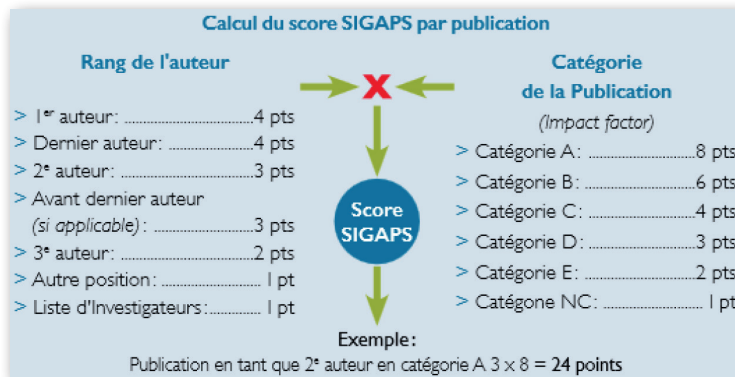 Calcul du score SIGAPS par publication
Rang de l'auteur
> 1er auteur: ..............................4 pts
> Dernier auteur: ......................4 pts
> 2e auteur: ...............................3 pts
> Avant dernier auteur
(si applicable): .........................3 pts
> 3e auteur: ...............................2 pts
> Autre position: ........................1 pt
> Liste d'Investigateurs:..............1 pt
X
Score
SIGAPS
Catégorie
de la Publication
(Impact factor)
> Catégorie A: .........................8 pts
> Catégorie B: .........................6 pts
> Catégorie C: .........................4 pts
> Catégorie D: .........................3 pts
> Catégorie E: .........................2 pts
> Catégone NC: .......................1 pt
Exemple:
Publication en tant que 2e auteur en catégorie A 3 x 8 = 24 points